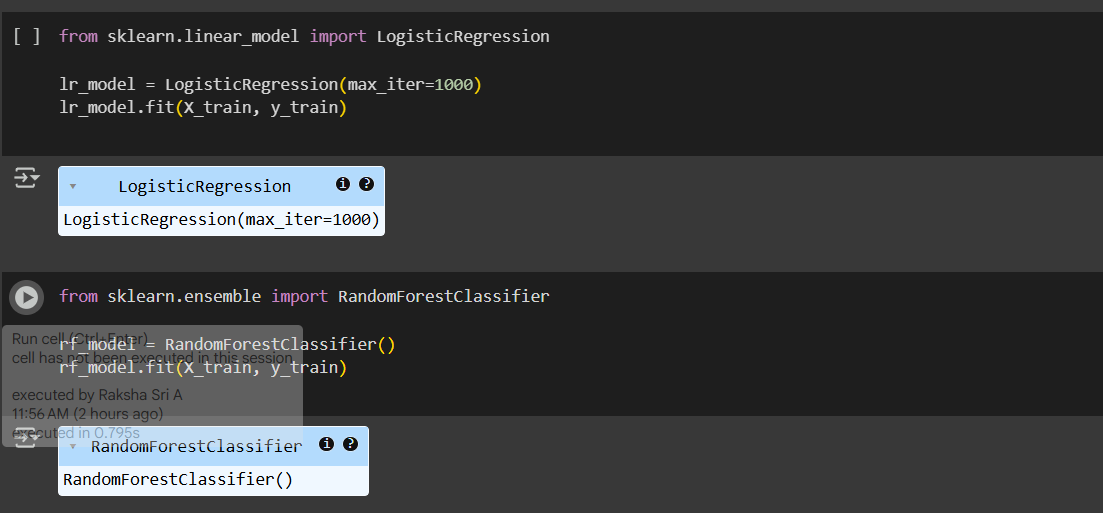 [ ] from sklearn.linear_model import LogisticRegression
lr_model = LogisticRegression(max_iter=1000)
lr_model.fit(X_train, y_train)
LogisticRegression
LogisticRegression(max_iter=1000)
from sklearn.ensemble import RandomForestClassifier
rf_model = RandomForestClassifier()
rf_model.fit(X_train, y_train)
Run cell (Ctrl+Enter)
cell has not been executed in this session
executed by Raksha Sri A
11:56 AM (2 hours ago)
executed in 0.795s
RandomForestClassifier
RandomForestClassifier()